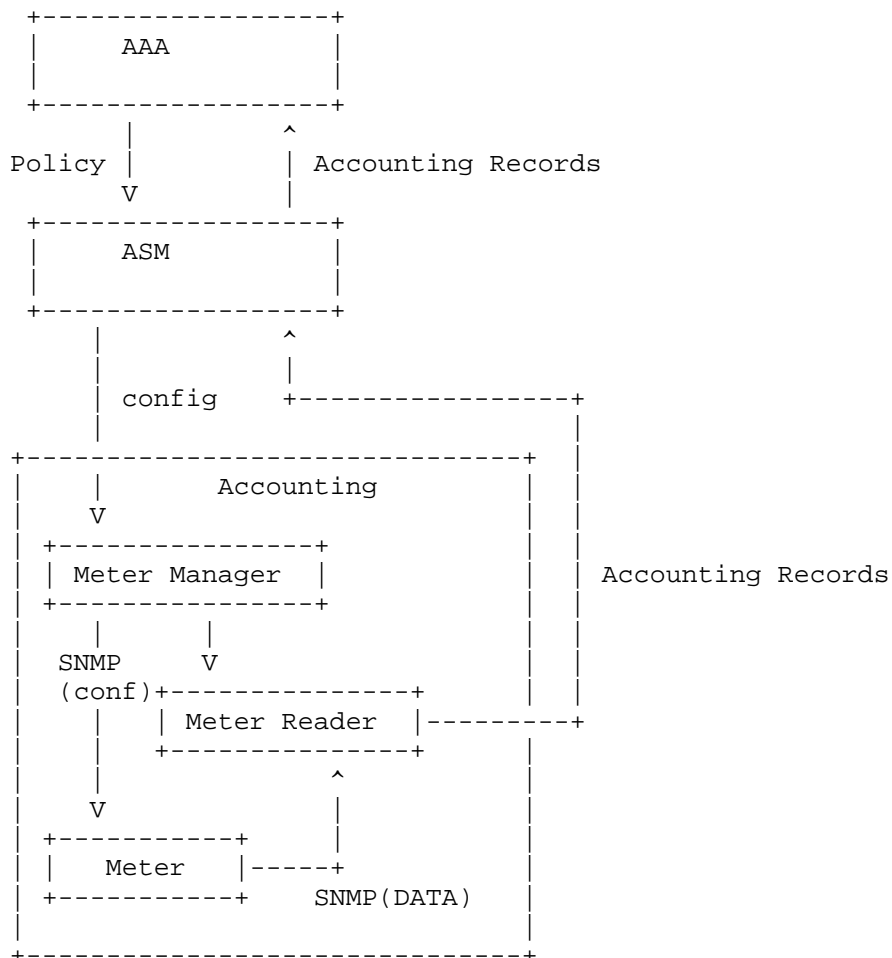 AAA
Policy
Accounting Records
ASM
config
Accounting
Meter Manager
Accounting Records
SNMP
(conf)
Meter Reader
Meter
SNMP(DATA)